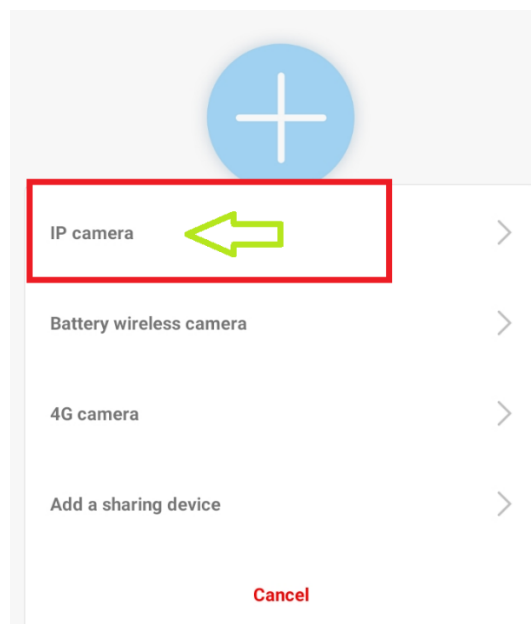 IP camera
Battery wireless camera
4G camera
Add a sharing device
Cancel